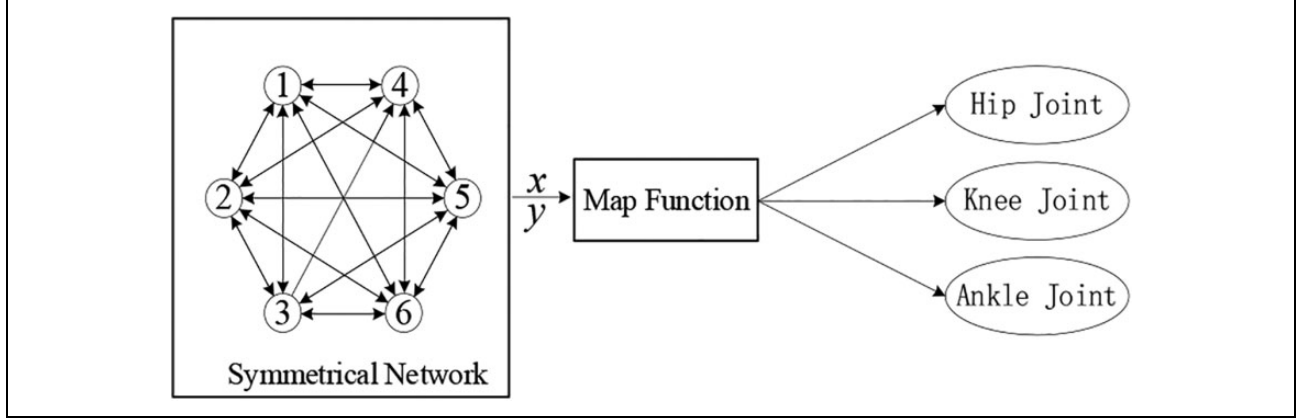 1
4
2
5
3
6
Symmetrical Network
x
y
Map Function
Hip Joint
Knee Joint
Ankle Joint